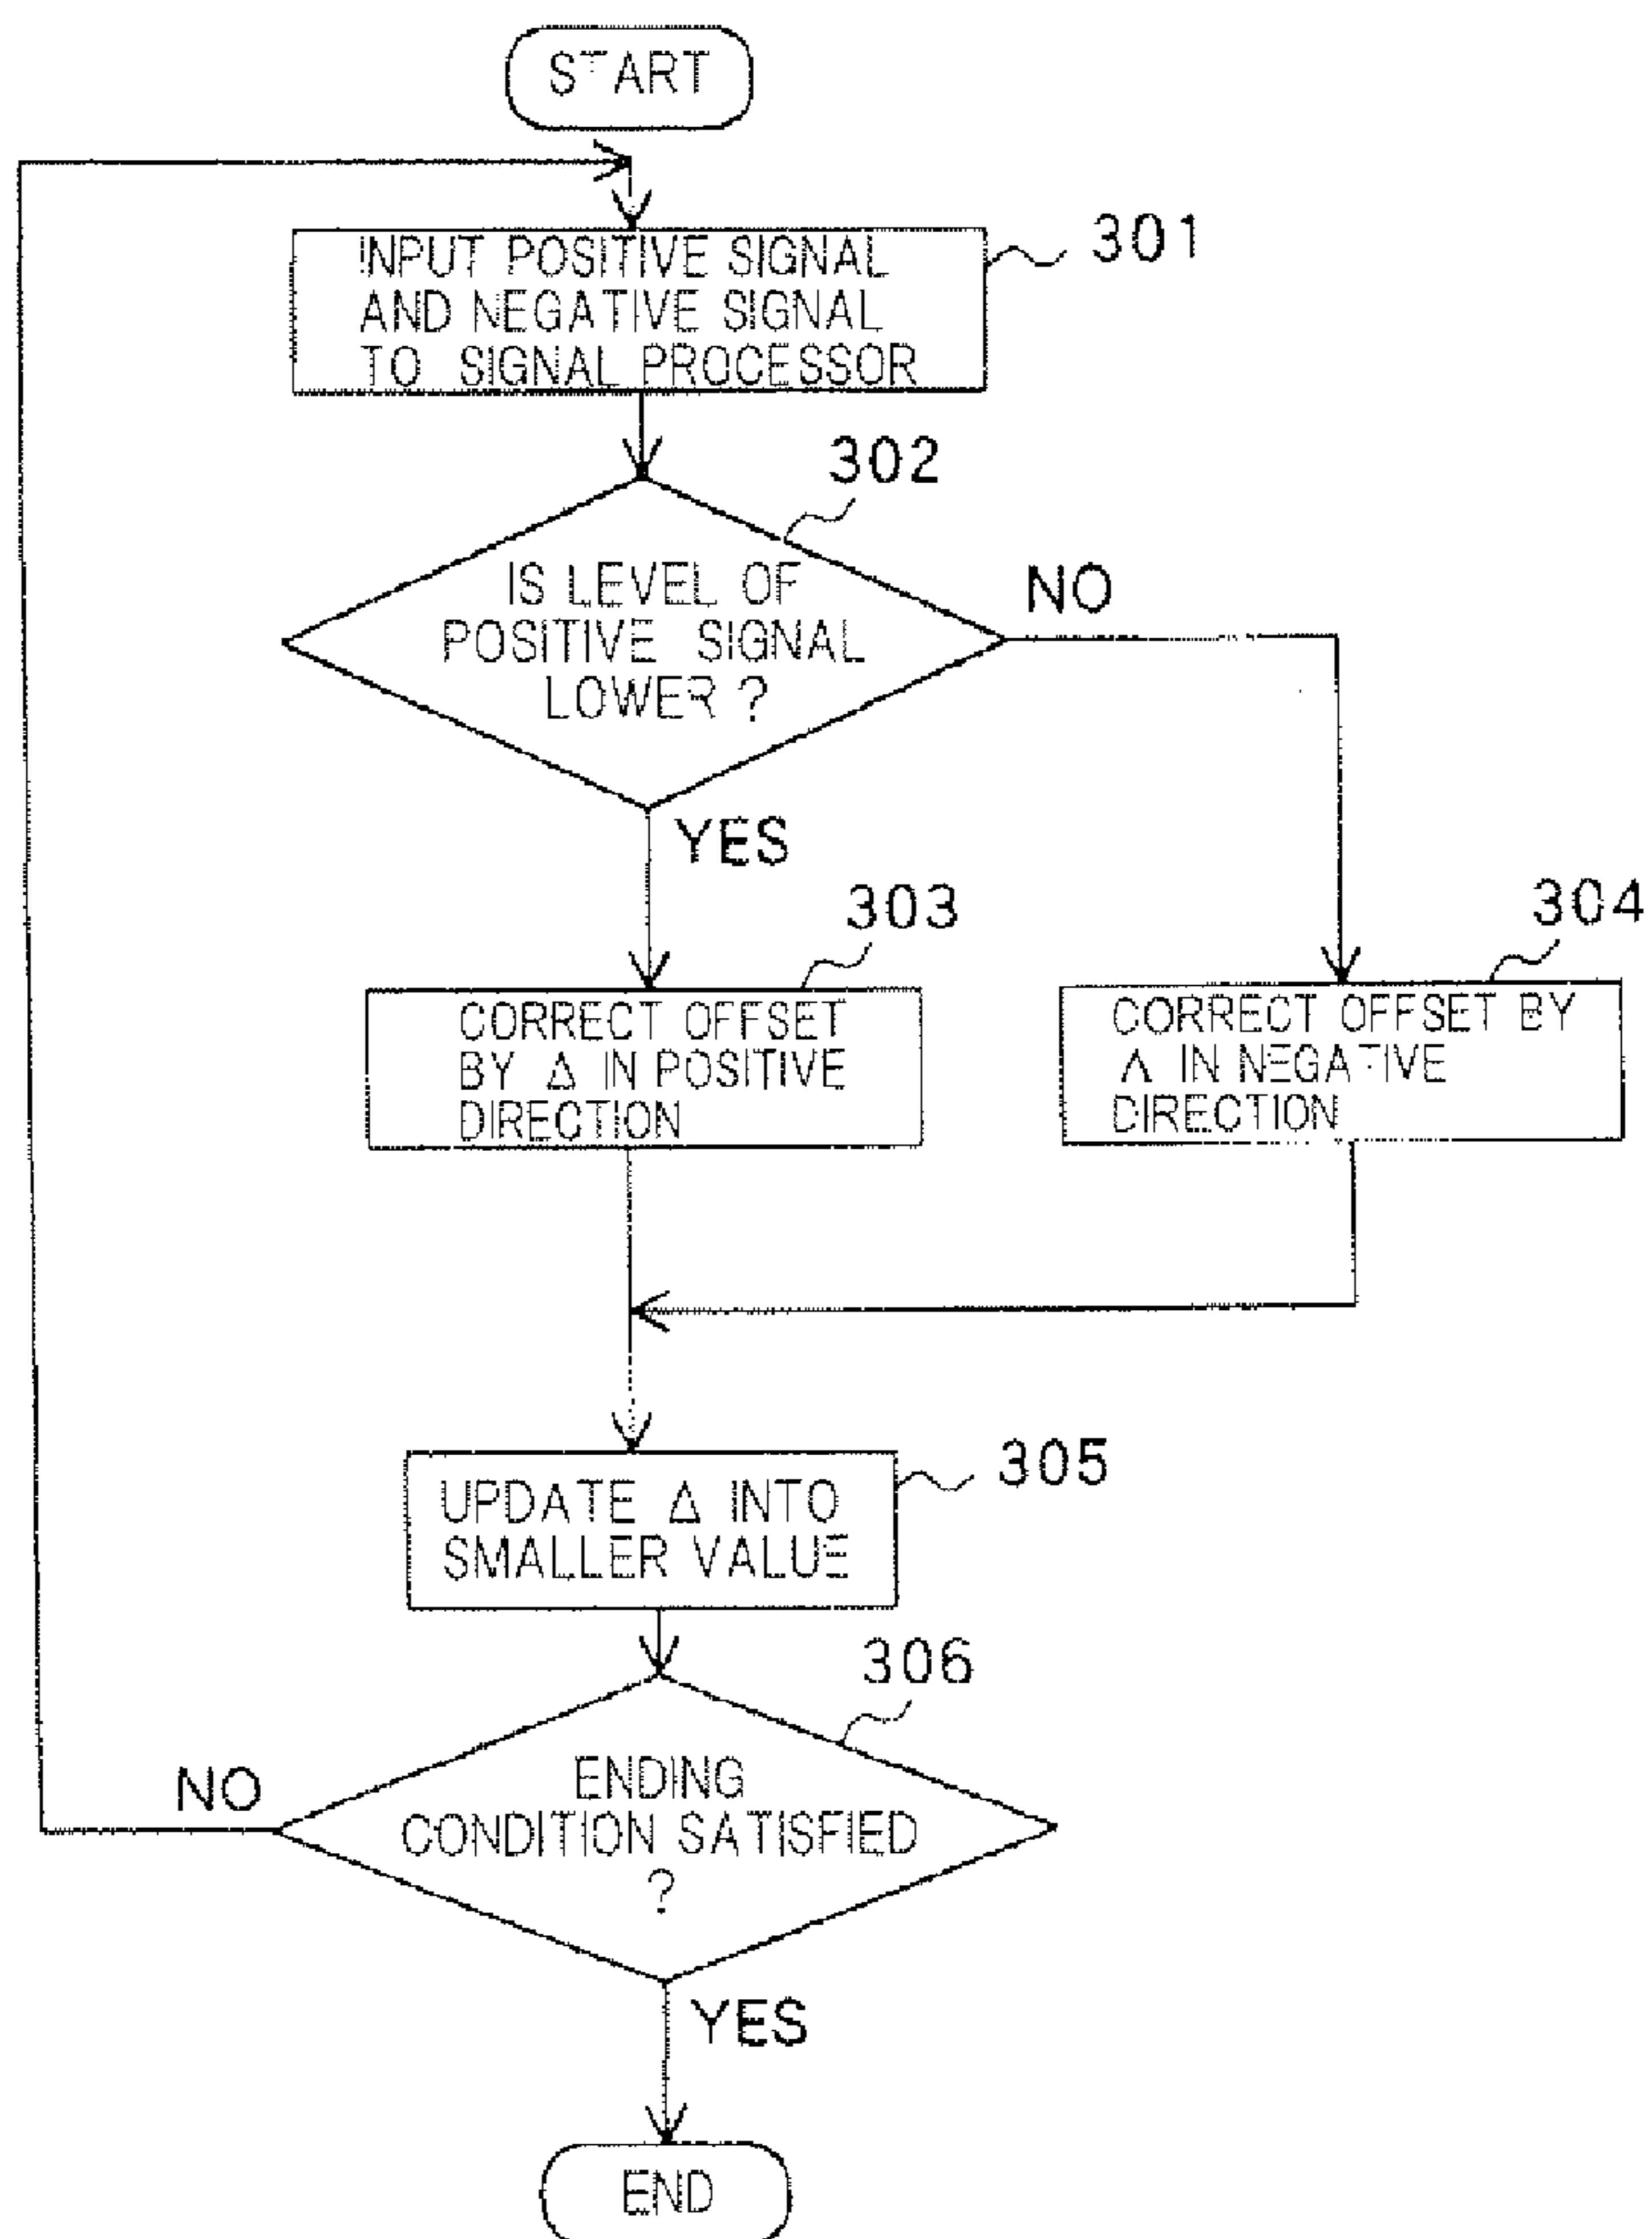 START
301
INPUT POSITIVE SIGNAL
AND NEGATIVE SIGNAL
TO SIGNAL PROCESSOR
302
IS LEVEL OF
POSITIVE SIGNAL
LOWER ?
NO
YES
303
CORRECT OFFSET
BY Δ IN POSITIVE
DIRECTION
304
CORRECT OFFSET BY
Δ IN NEGATIVE
DIRECTION
305
UPDATE Δ INTO
SMALLER VALUE
306
ENDING
CONDITION SATISFIED
?
NO
YES
END